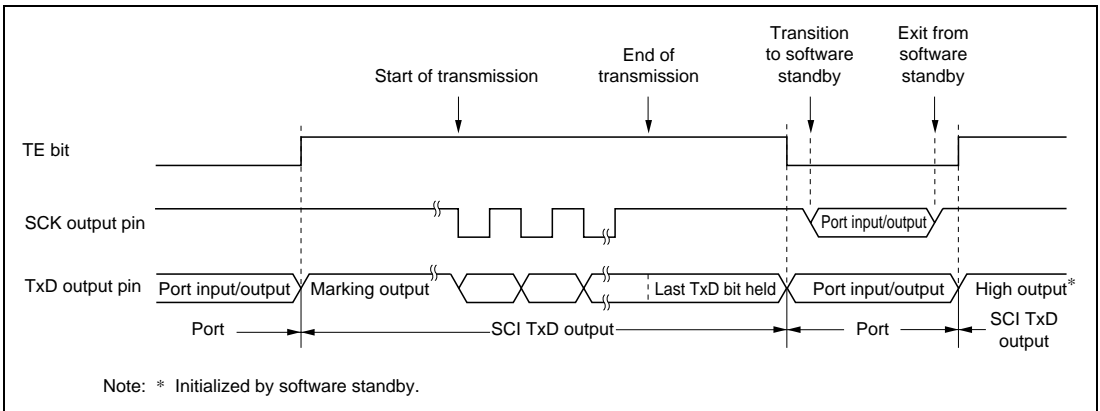 Start of transmission
End of
transmission
Transition
to software
standby
Exit from
software
standby
TE bit
SCK output pin
Port input/output
TxD output pin
Port input/output
Marking output
Last TxD bit held
Port input/output
High output*
Port
SCI TxD output
Port
SCI TxD
output
Note: * Initialized by software standby.